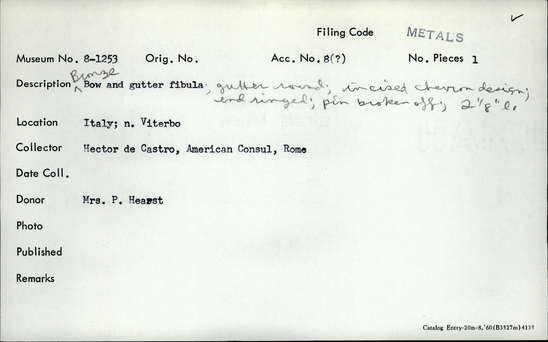 Filing Code METALS ✓
Museum No. 8-1253 Orig. No. Acc. No. 8(?) No. Pieces 1
Bronze
Description Bow and gutter fibula, gutter round; incised chevron design;
end ringed; pin broken off; 2 1/8" l.
Location Italy; n. Viterbo
Collector Hector de Castro, American Consul, Rome
Date Coll.
Donor Mrs. P. Hearst
Photo
Published
Remarks
Catalog Entry-20m-8,'60(B3127m)4131